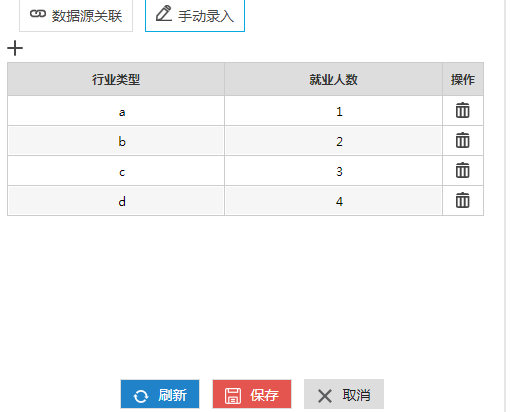 数据源关联 手动录入
行业类型 就业人数 操作
a 1
b 2
c 3
d 4
刷新 保存 取消